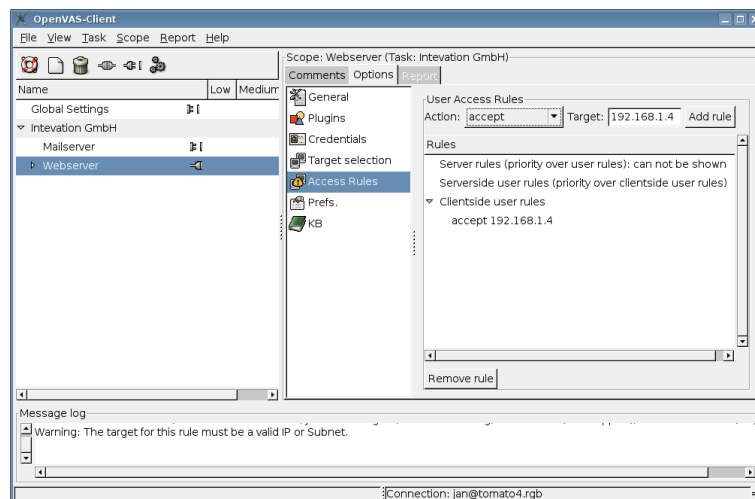 OpenVAS-Client
File View Task Scope Report Help
Scope: Webserver (Task: Intevation GmbH)
Comments Options Report
Name Low Medium
Global Settings
Intevation GmbH
Mailserver
Webserver
General
Plugins
Credentials
Target selection
Access Rules
Prefs.
KB
User Access Rules
Action: accept Target: 192.168.1.4 Add rule
Rules
Server rules (priority over user rules): can not be shown
Serverside user rules (priority over clientside user rules)
Clientside user rules
accept 192.168.1.4
Remove rule
Message log
Warning: The target for this rule must be a valid IP or Subnet.
Connection: jan@tomato4.rgb